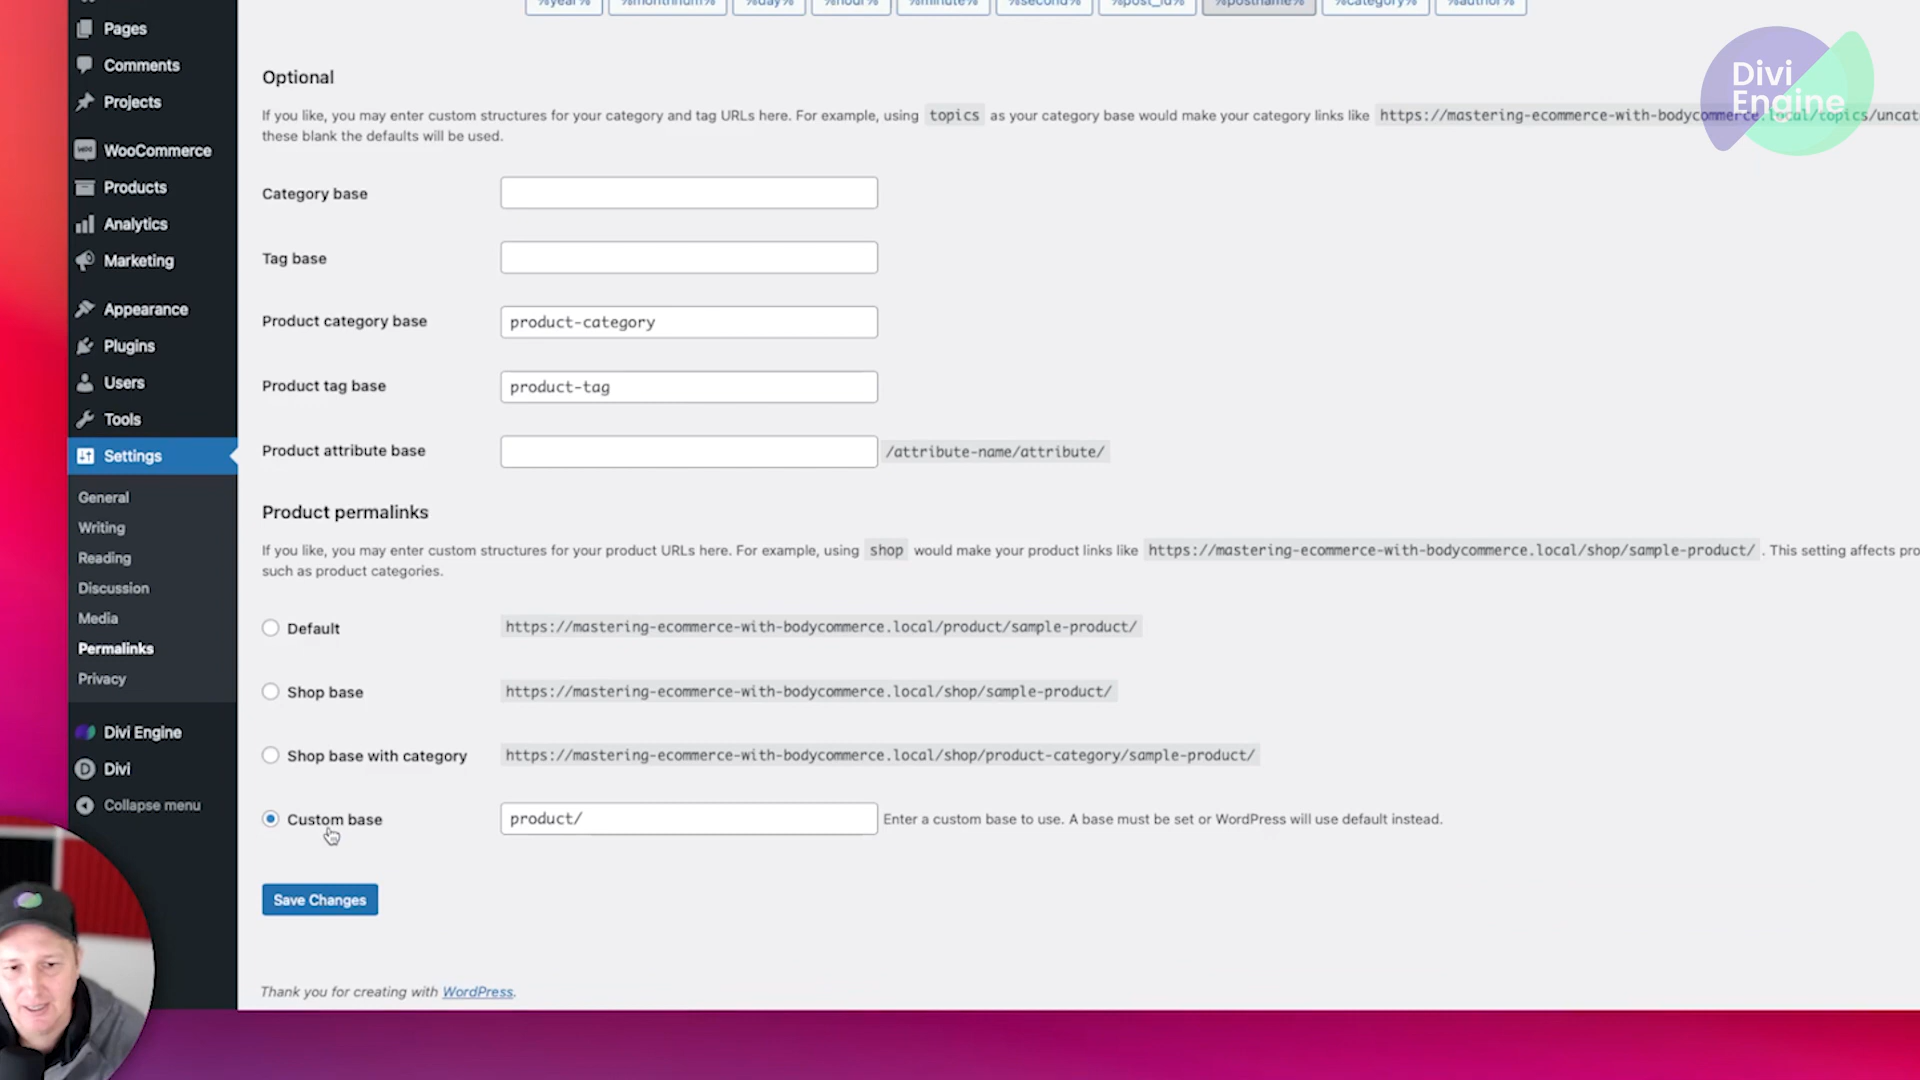 %year%
%monthnum%
%day%
%hour%
%minute%
%second%
%post_id%
%postname%
%category%
%author%
Pages
Comments
Projects
WooCommerce
Products
Analytics
Marketing
Appearance
Plugins
Users
Tools
Settings
General
Writing
Reading
Discussion
Media
Permalinks
Privacy
Divi Engine
Divi
Collapse menu
Divi
Engine
Optional
If you like, you may enter custom structures for your category and tag URLs here. For example, using topics as your category base would make your category links like https://mastering-ecommerce-with-bodycommerce.local/topics/uncat
these blank the defaults will be used.
Category base
Tag base
Product category base product-category
Product tag base product-tag
Product attribute base /attribute-name/attribute/
Product permalinks
If you like, you may enter custom structures for your product URLs here. For example, using shop would make your product links like https://mastering-ecommerce-with-bodycommerce.local/shop/sample-product/ . This setting affects pro
such as product categories.
Default https://mastering-ecommerce-with-bodycommerce.local/product/sample-product/
Shop base https://mastering-ecommerce-with-bodycommerce.local/shop/sample-product/
Shop base with category https://mastering-ecommerce-with-bodycommerce.local/shop/product-category/sample-product/
Custom base product/ Enter a custom base to use. A base must be set or WordPress will use default instead.
Save Changes
Thank you for creating with WordPress.